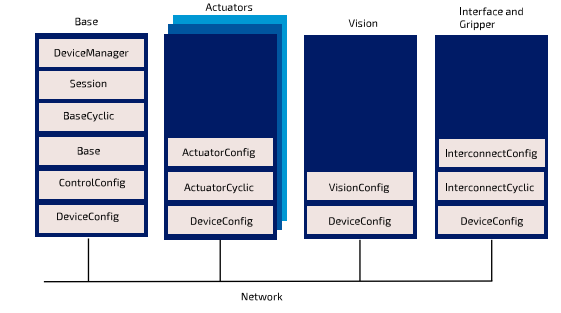 Base
DeviceManager
Session
BaseCyclic
Base
ControlConfig
DeviceConfig
Actuators
ActuatorConfig
ActuatorCyclic
DeviceConfig
Vision
VisionConfig
DeviceConfig
Interface and
Gripper
InterconnectConfig
InterconnectCyclic
DeviceConfig
Network